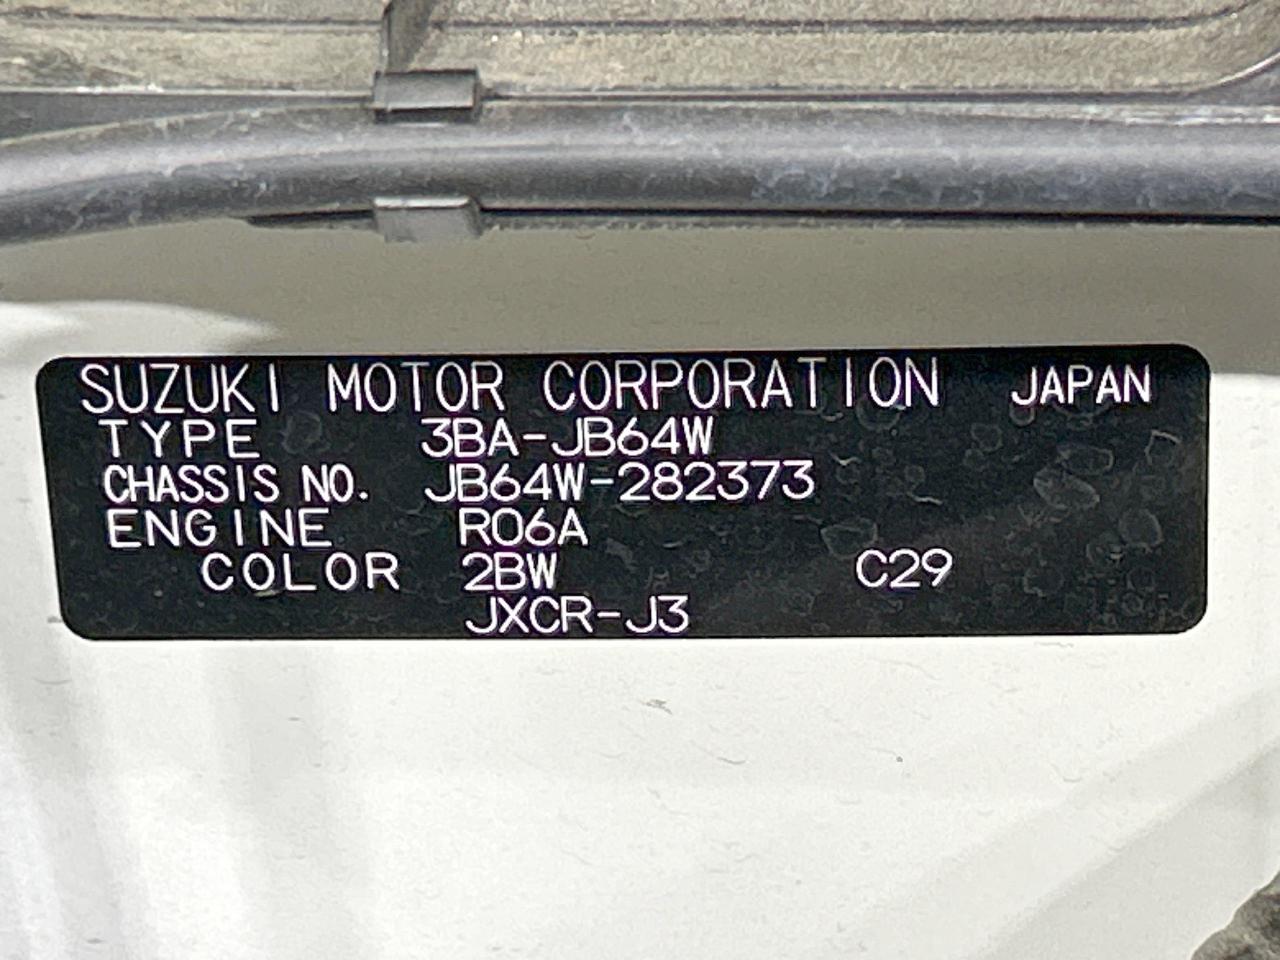 SUZUKI MOTOR CORPORATION JAPAN
TYPE 3BA-JB64W
CHASSIS NO. JB64W-282373
ENGINE R06A
COLOR 2BW C29
JXCR-J3